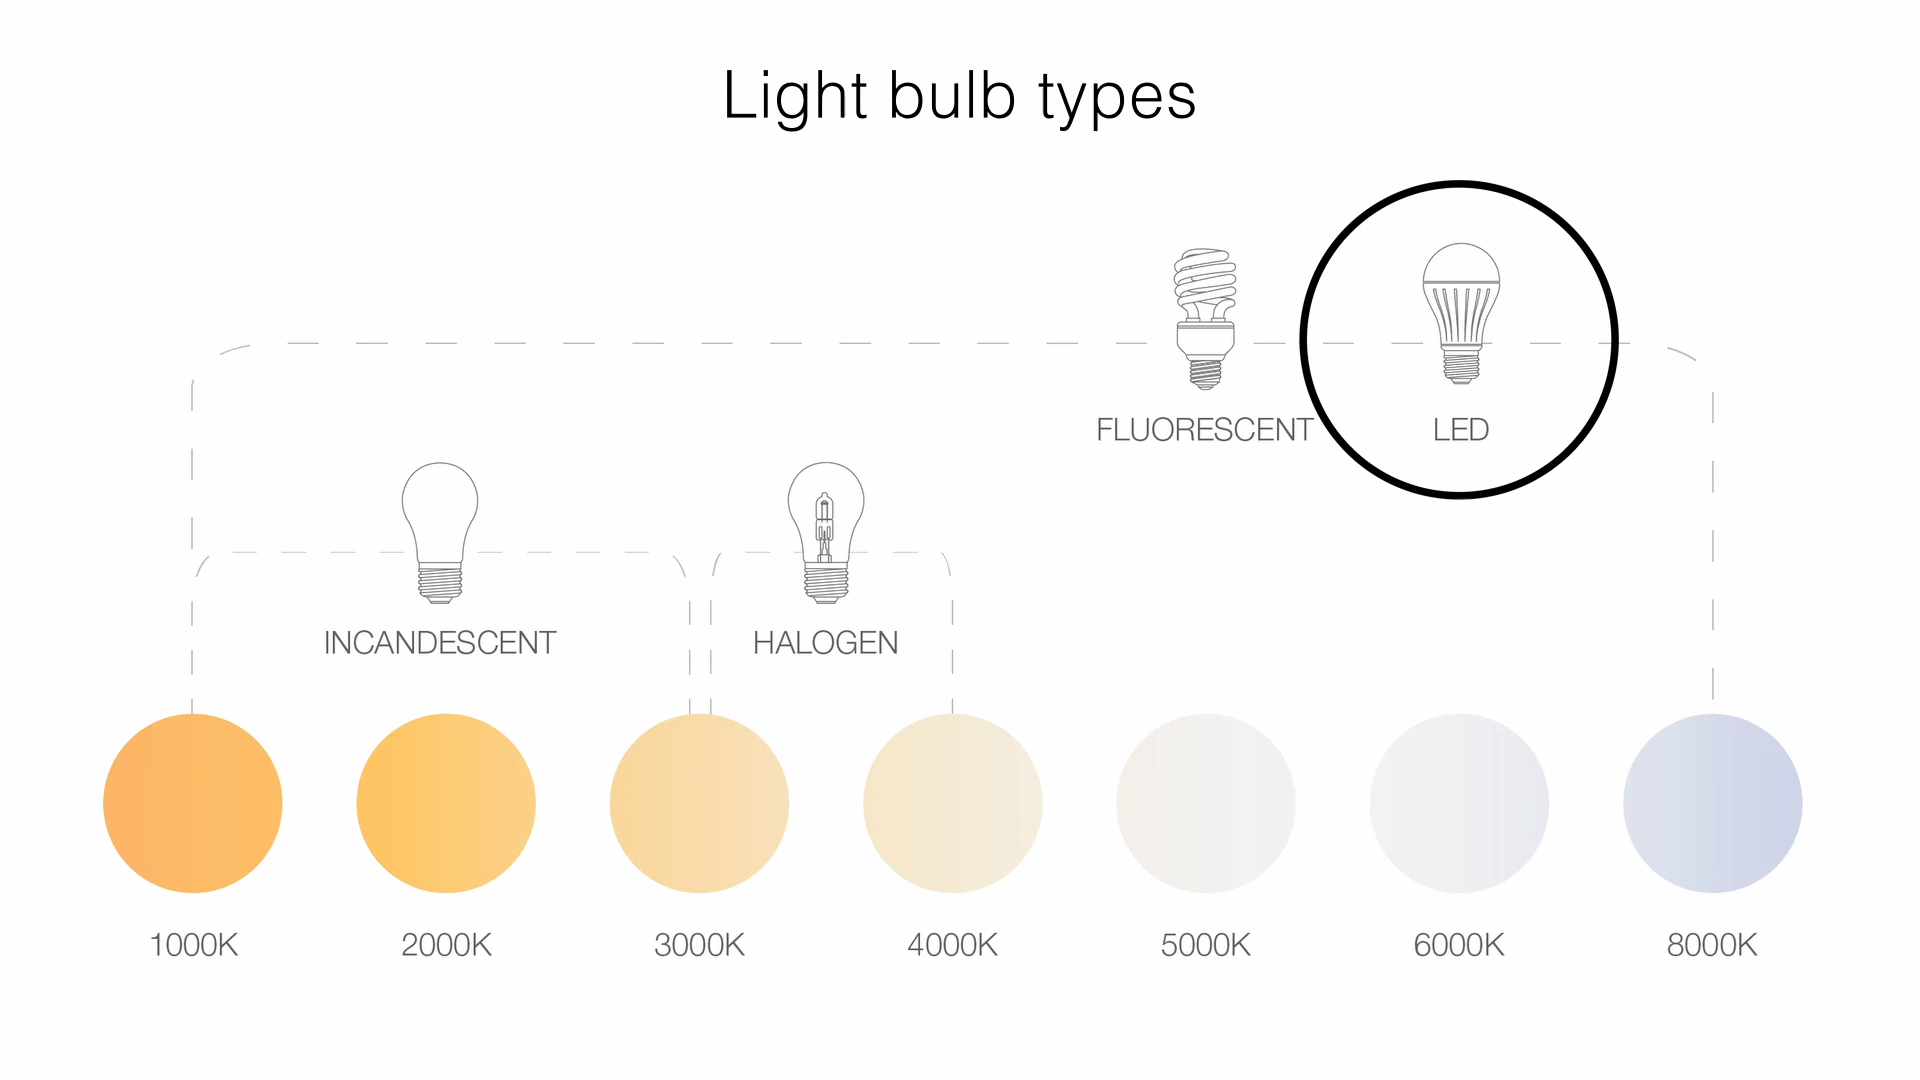 Light bulb types
FLUORESCENT
LED
INCANDESCENT
HALOGEN
1000K
2000K
3000K
4000K
5000K
6000K
8000K